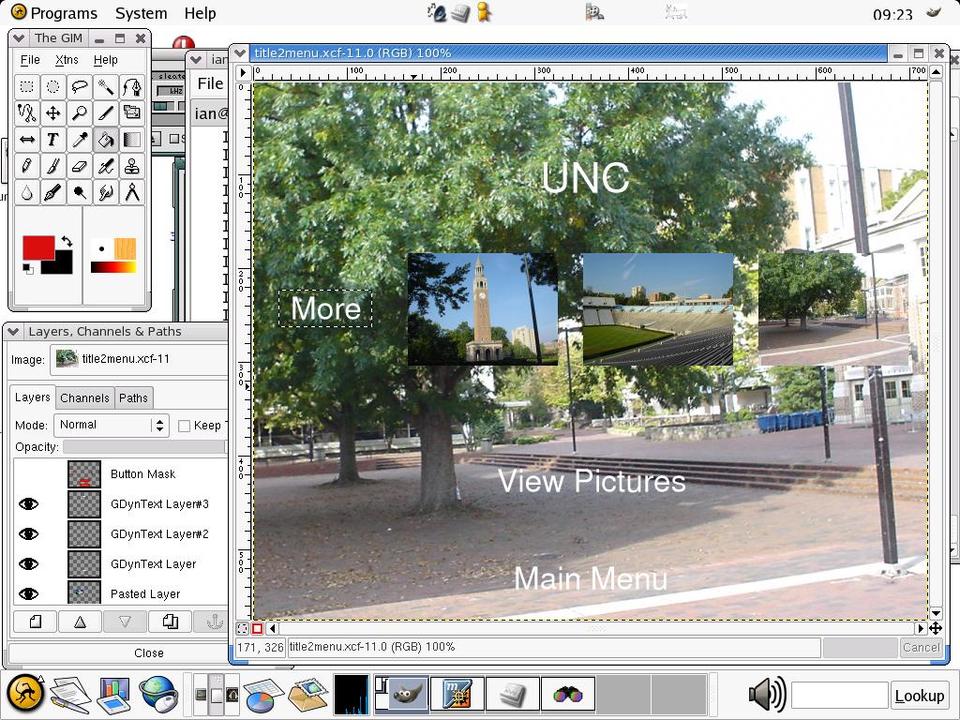 Programs System Help
09:23
The GIM
File Xtns Help
ian
File
ian@
title2menu.xcf-11.0 (RGB) 100%
0 100 200 300 400 500 600 700
UNC
More
View Pictures
Main Menu
Layers, Channels & Paths
Image: title2menu.xcf-11
Layers Channels Paths
Mode: Normal Keep T
Opacity:
Button Mask
GDynText Layer#3
GDynText Layer#2
GDynText Layer
Pasted Layer
Close
171, 326 title2menu.xcf-11.0 (RGB) 100% Cancel
Lookup